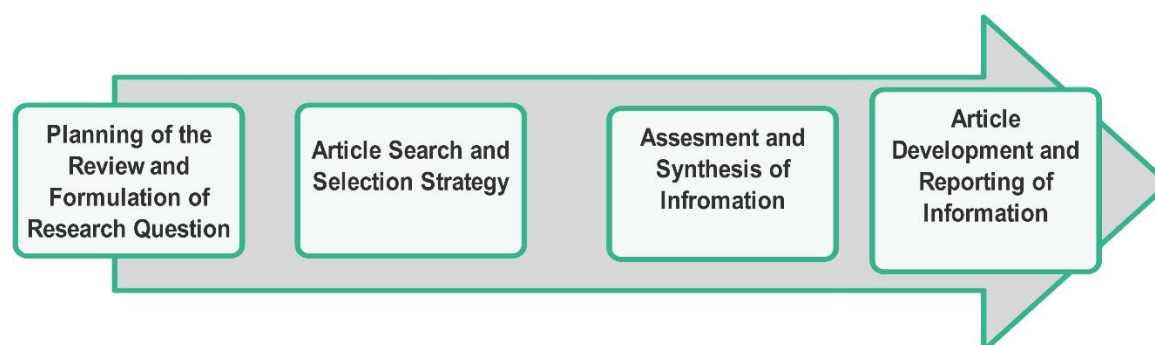 Planning of the
Review and
Formulation of
Research Question
Article Search and
Selection Strategy
Assesment and
Synthesis of
Infromation
Article
Development and
Reporting of
Information